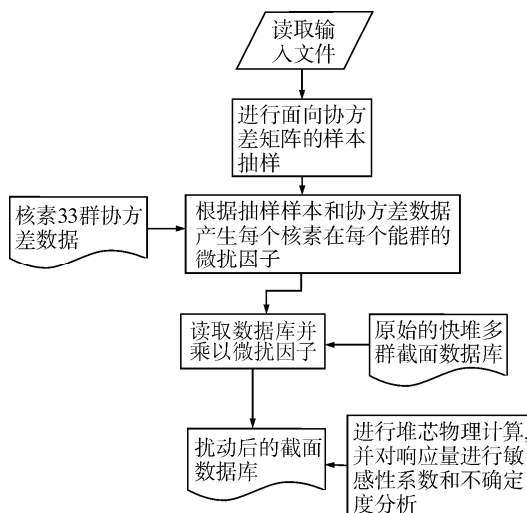 读取输
入文件
进行面向协方
差矩阵的样本
抽样
核素33群协方
差数据
根据抽样样本和协方差数据
产生每个核素在每个能群的
微扰因子
读取数据库并
乘以微扰因子
原始的快堆多
群截面数据库
扰动后的截面
数据库
进行堆芯物理计算,
并对响应量进行敏
感性系数和不确定
度分析